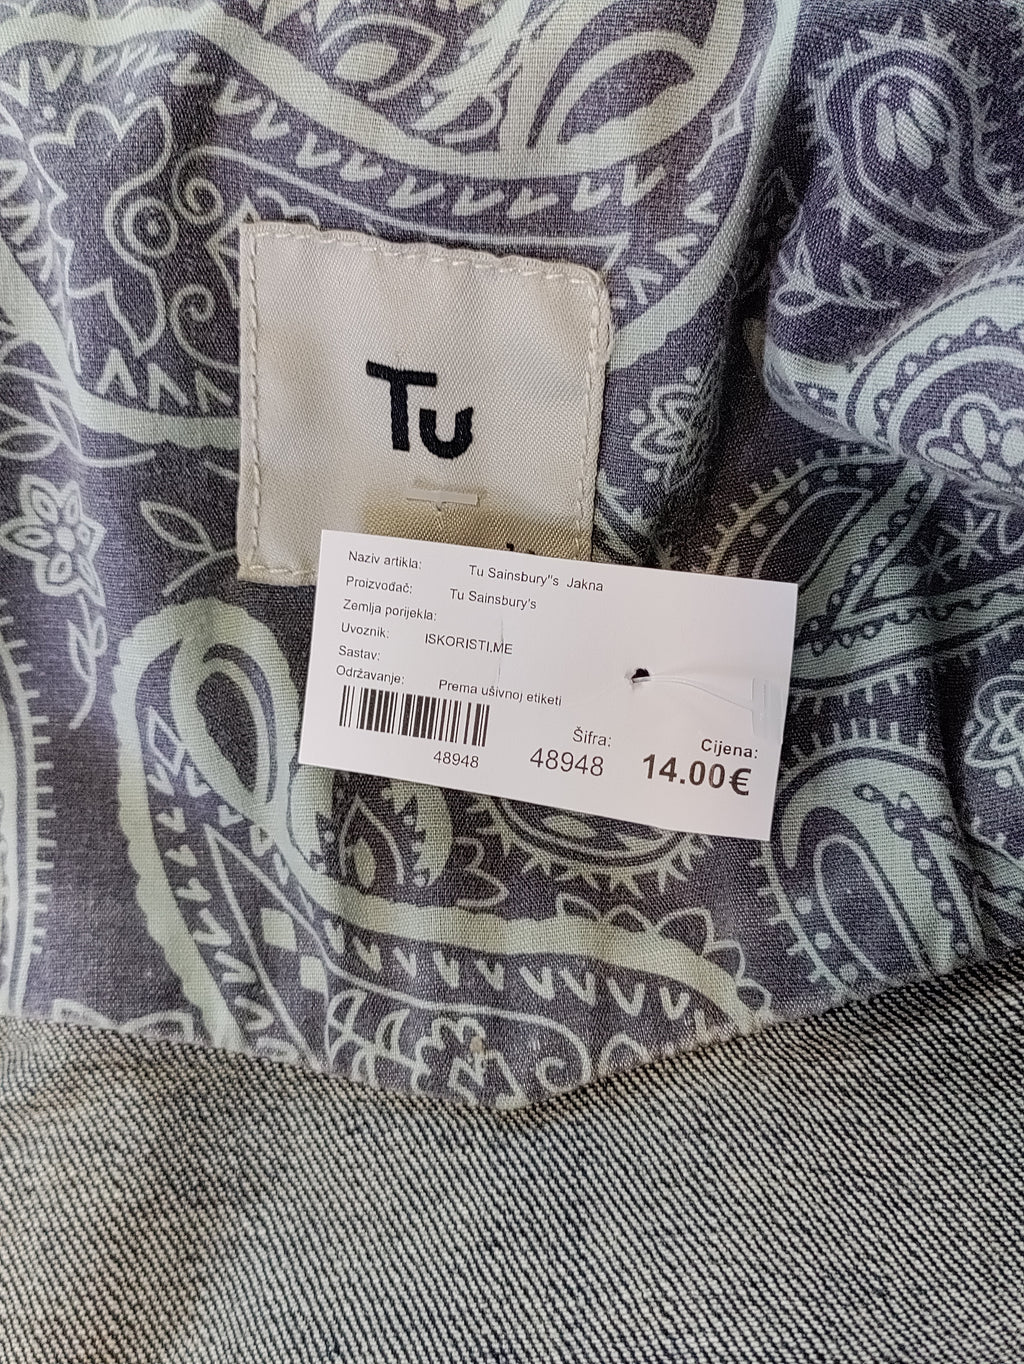 Tu
Naziv artikla: Tu Sainsbury"s Jakna
Proizvođač: Tu Sainsbury's
Zemlja porijekla:
Uvoznik: ISKORISTI.ME
Sastav:
Održavanje: Prema ušivnoj etiketi
48948
Šifra:
48948
Cijena:
14.00€